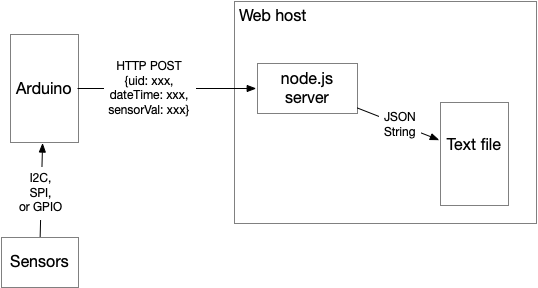 Web host
HTTP POST
{uid: xxx,
dateTime: xxx,
sensorVal: xxx}
Arduino
node.js
server
JSON
String
Text file
I2C,
SPI,
or GPIO
Sensors